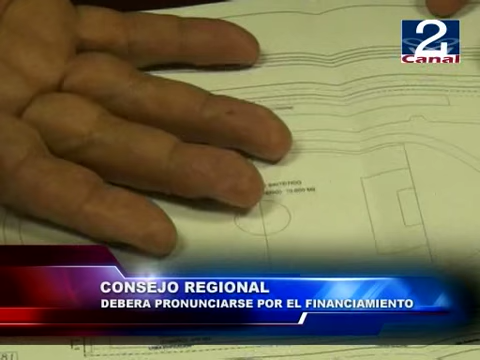 2
Canal
CONSEJO REGIONAL
DEBERA PRONUNCIARSE POR EL FINANCIAMIENTO